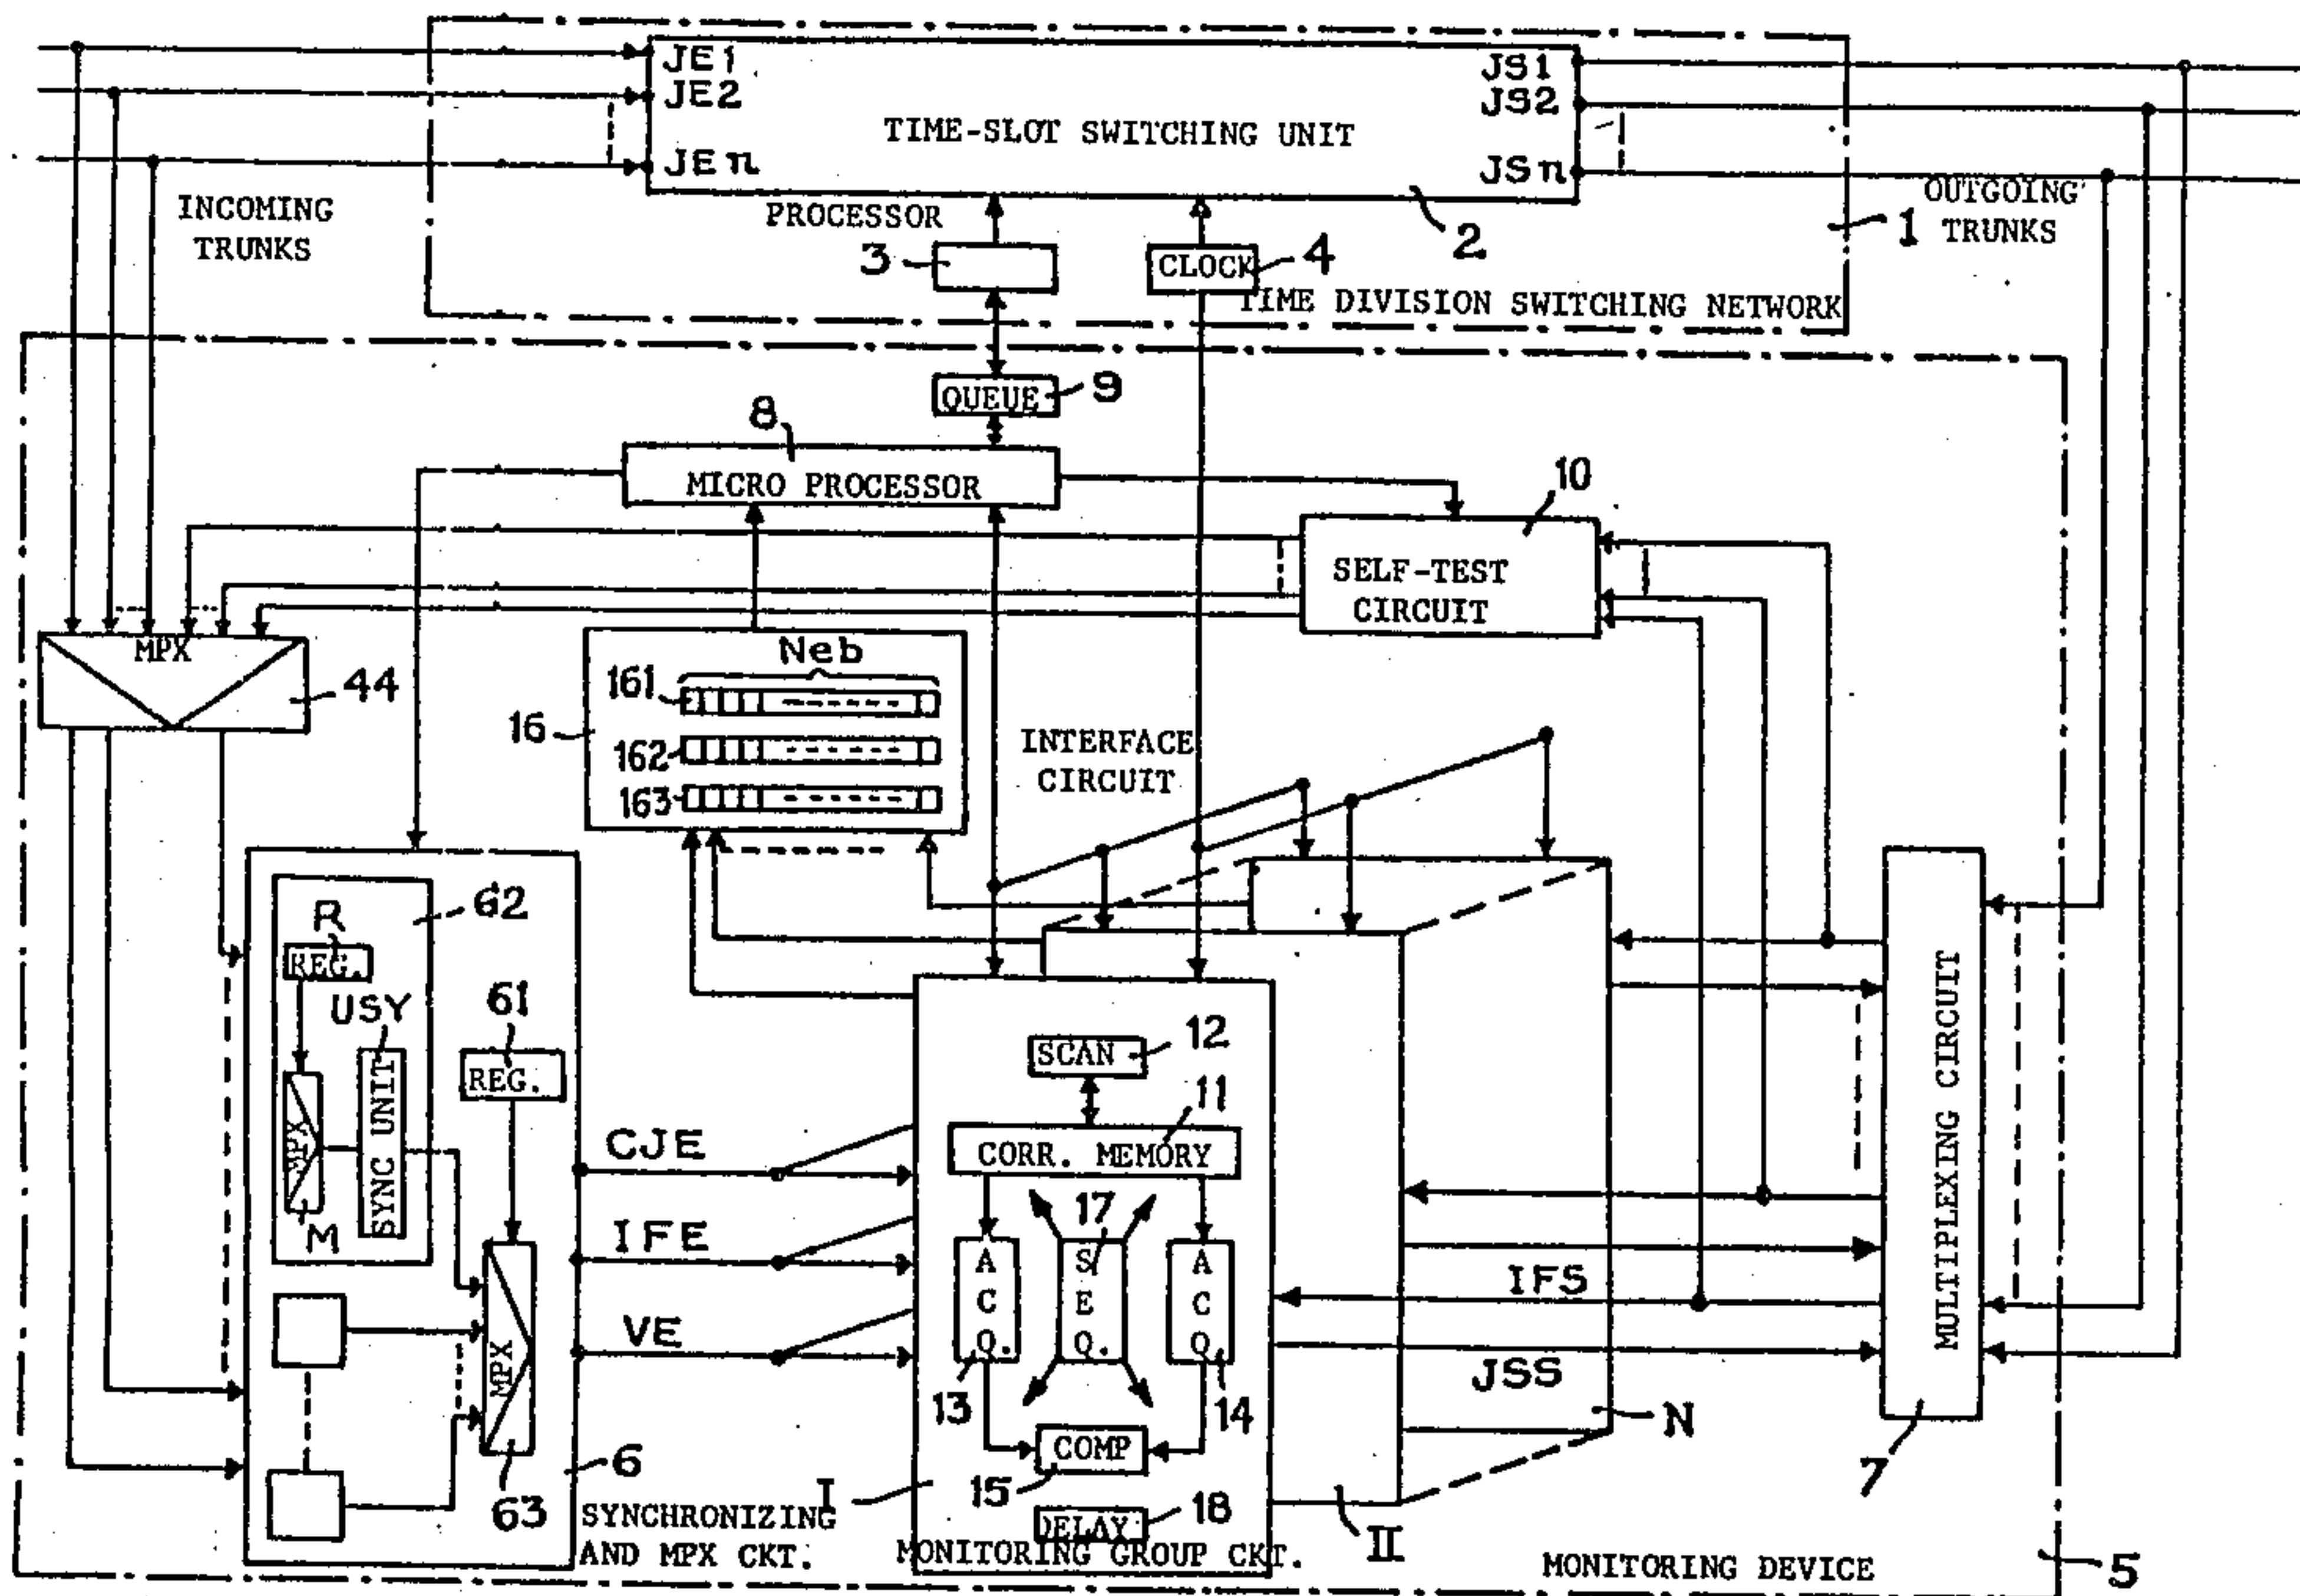 JE1
JS1
JE2
JS2
TIME-SLOT SWITCHING UNIT
JEn
JSn
INCOMING
TRUNKS
PROCESSOR
2
1
OUTGOING
TRUNKS
3
CLOCK
4
TIME DIVISION SWITCHING NETWORK
QUEUE
9
8
MICRO PROCESSOR
10
SELF-TEST
CIRCUIT
MPX
44
Neb
161
16
162
163
INTERFACE
CIRCUIT
62
R
REG.
USY
61
REG.
MPX
SYNC UNIT
M
MPX
63
6
SYNCHRONIZING
AND MPX CKT.
CJE
IFE
VE
12
SCAN
11
CORR. MEMORY
17
ACQ.
SEQ.
ACQ
13
14
COMP
15
I
18
DELAY
MONITORING GROUP CKT.
II
N
IFS
JSS
MULTIPLEXING CIRCUIT
7
MONITORING DEVICE
5